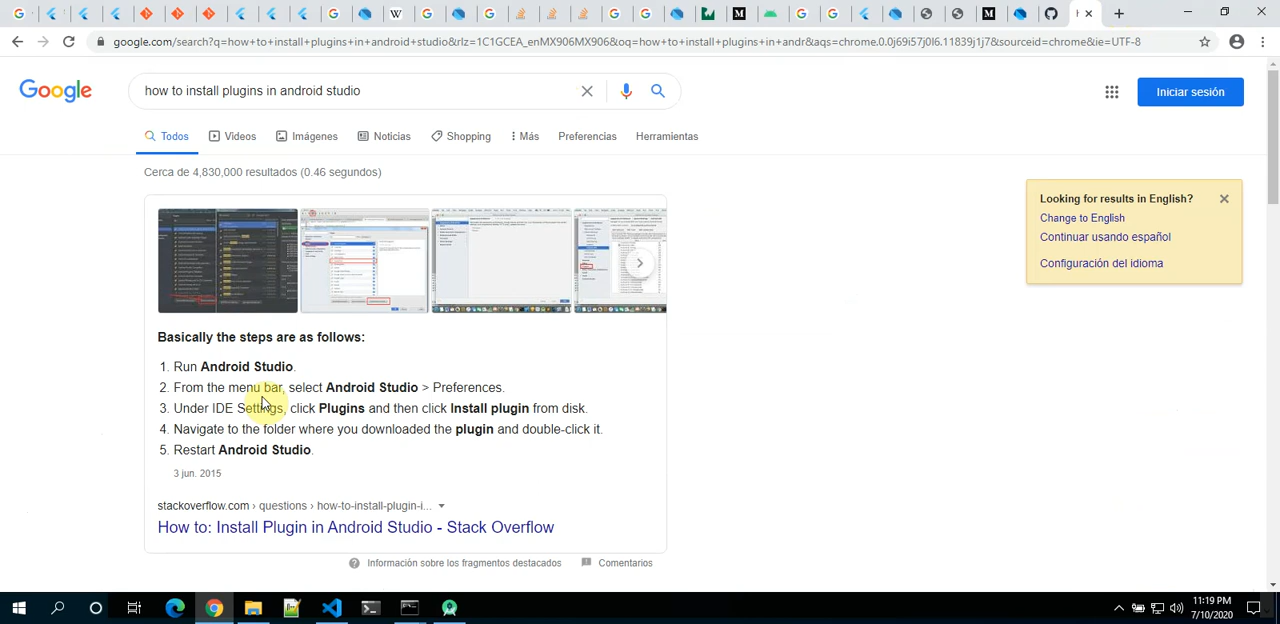 google.com/search?q=how+to+install+plugins+in+android+studio&rlz=1C1GCEA_enMX906MX906&oq=how+to+install+plugins+in+andr&aqs=chrome.0.0j69i57j0l6.11839j1j7&sourceid=chrome&ie=UTF-8
Google
how to install plugins in android studio
Iniciar sesión
Todos
Videos
Imágenes
Noticias
Shopping
Más
Preferencias
Herramientas
Cerca de 4,830,000 resultados (0.46 segundos)
Looking for results in English?
Change to English
Continuar usando español
Configuración del idioma
Basically the steps are as follows:
1. Run Android Studio.
2. From the menu bar, select Android Studio > Preferences.
3. Under IDE Settings, click Plugins and then click Install plugin from disk.
4. Navigate to the folder where you downloaded the plugin and double-click it.
5. Restart Android Studio.
3 jun. 2015
stackoverflow.com › questions › how-to-install-plugin-i...
How to: Install Plugin in Android Studio - Stack Overflow
Información sobre los fragmentos destacados
Comentarios
11:19 PM
7/10/2020